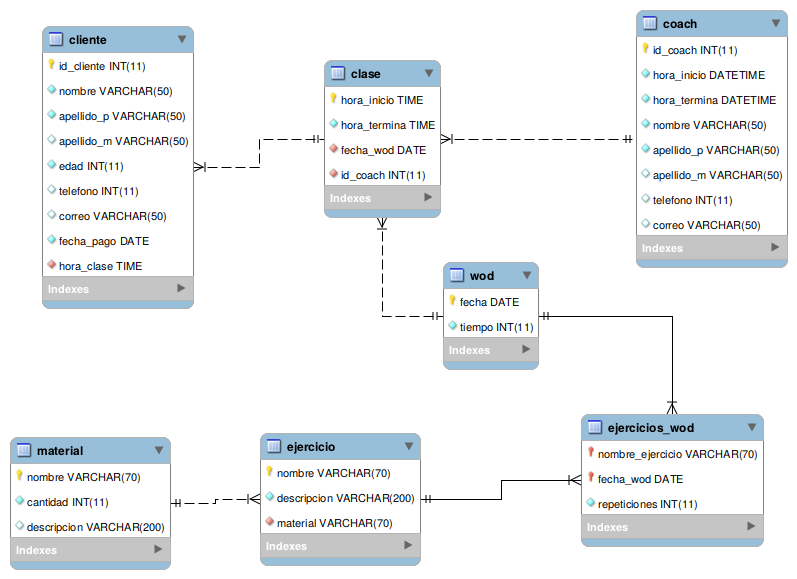 cliente
id_cliente INT(11)
nombre VARCHAR(50)
apellido_p VARCHAR(50)
apellido_m VARCHAR(50)
edad INT(11)
telefono INT(11)
correo VARCHAR(50)
fecha_pago DATE
hora_clase TIME
Indexes
clase
hora_inicio TIME
hora_termina TIME
fecha_wod DATE
id_coach INT(11)
Indexes
coach
id_coach INT(11)
hora_inicio DATETIME
hora_termina DATETIME
nombre VARCHAR(50)
apellido_p VARCHAR(50)
apellido_m VARCHAR(50)
telefono INT(11)
correo VARCHAR(50)
Indexes
wod
fecha DATE
tiempo INT(11)
Indexes
material
nombre VARCHAR(70)
cantidad INT(11)
descripcion VARCHAR(200)
Indexes
ejercicio
nombre VARCHAR(70)
descripcion VARCHAR(200)
material VARCHAR(70)
Indexes
ejercicios_wod
nombre_ejercicio VARCHAR(70)
fecha_wod DATE
repeticiones INT(11)
Indexes